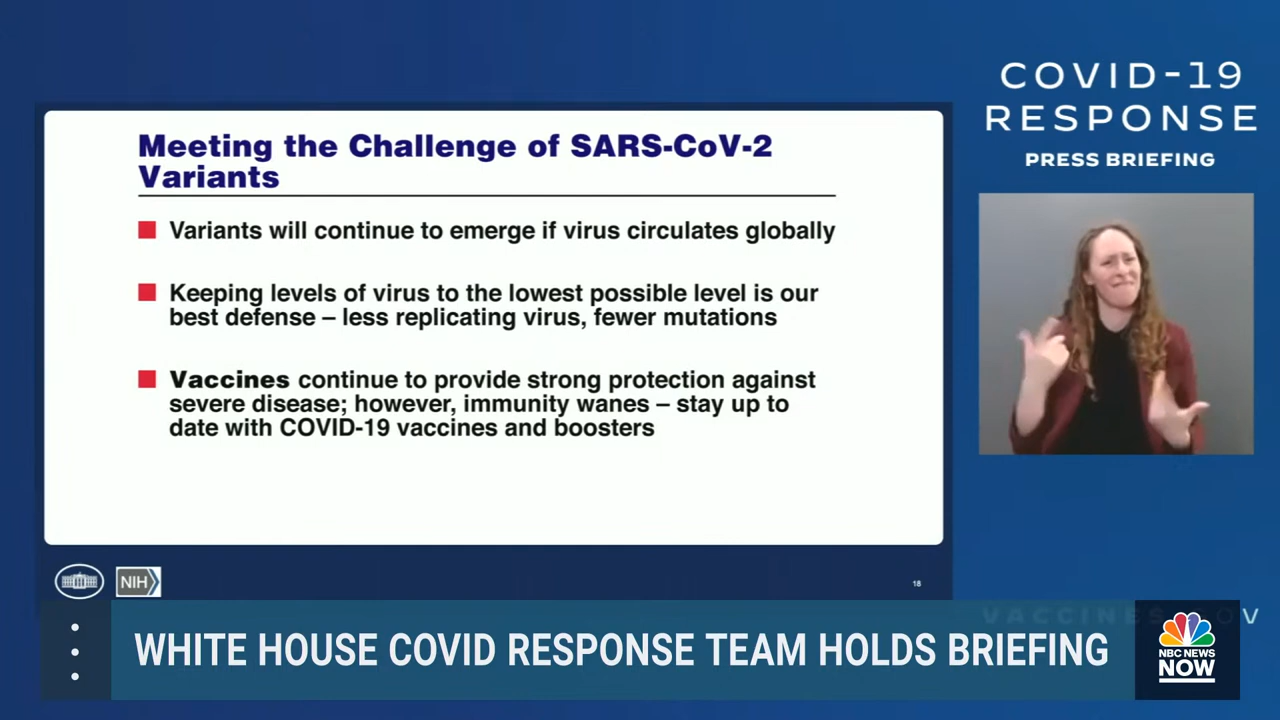 COVID-19
RESPONSE
PRESS BRIEFING
Meeting the Challenge of SARS-CoV-2
Variants
Variants will continue to emerge if virus circulates globally
Keeping levels of virus to the lowest possible level is our
best defense – less replicating virus, fewer mutations
Vaccines continue to provide strong protection against
severe disease; however, immunity wanes – stay up to
date with COVID-19 vaccines and boosters
NIH
18
WHITE HOUSE COVID RESPONSE TEAM HOLDS BRIEFING
NBC NEWS
NOW